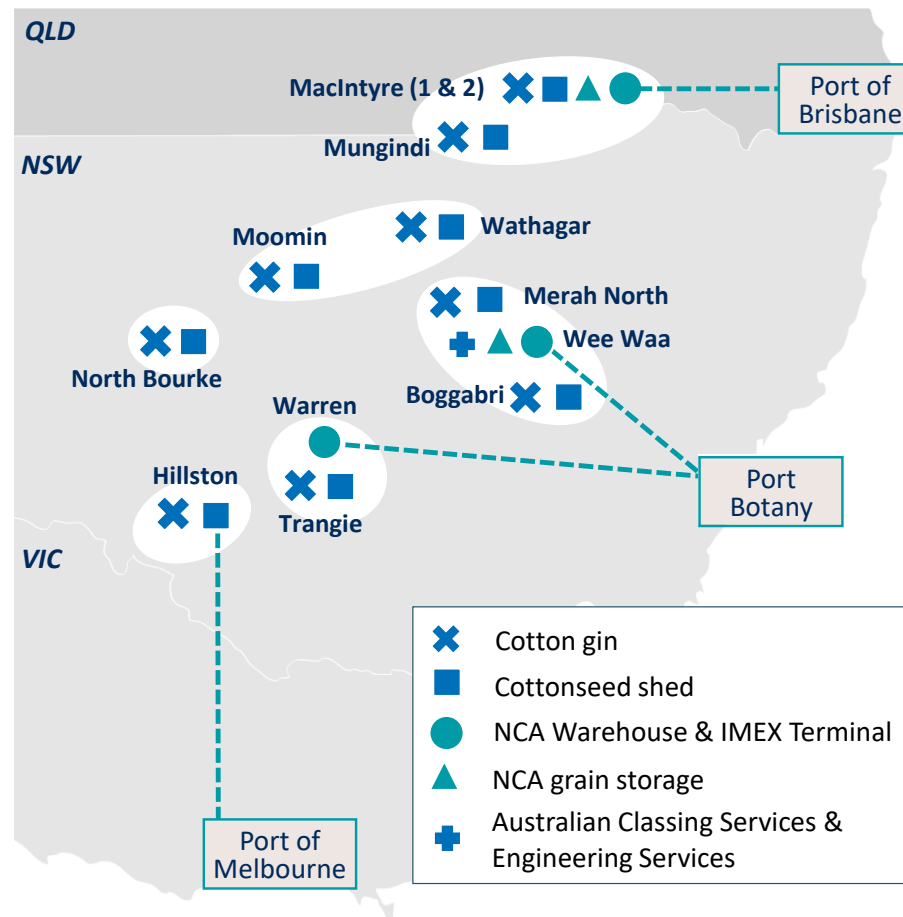 QLD
MacIntyre (1 & 2)
Port of
Brisbane
Mungindi
NSW
Wathagar
Moomin
Merah North
Wee Waa
North Bourke
Boggabri
Warren
Hillston
Port
Botany
Trangie
VIC
Cotton gin
Cottonseed shed
NCA Warehouse & IMEX Terminal
NCA grain storage
Australian Classing Services &
Engineering Services
Port of
Melbourne